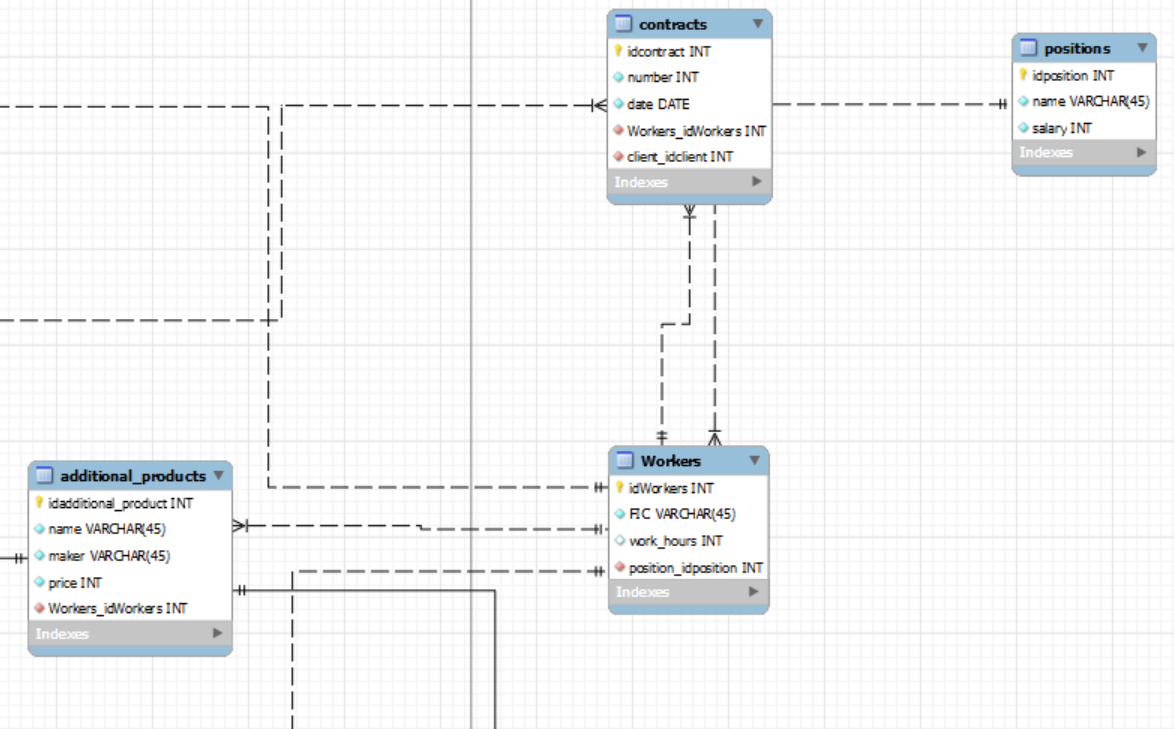 contracts
idcontract INT
number INT
date DATE
Workers_idWorkers INT
client_idclient INT
Indexes
positions
idposition INT
name VARCHAR(45)
salary INT
Indexes
additional_products
idadditional_product INT
name VARCHAR(45)
maker VARCHAR(45)
price INT
Workers_idWorkers INT
Indexes
Workers
idWorkers INT
FIC VARCHAR(45)
work_hours INT
position_idposition INT
Indexes